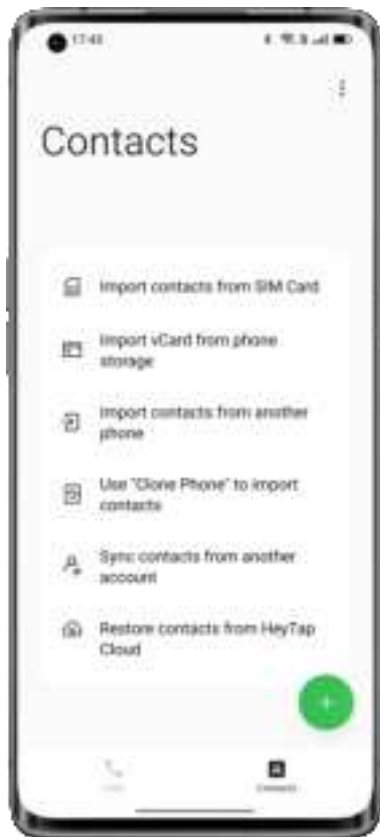 Contacts
Import contacts from SIM Card
Import vCard from phone
storage
Import contacts from another
phone
Use "Clone Phone" to import
contacts
Sync contacts from another
account
Restore contacts from HeyTap
Cloud
Contacts